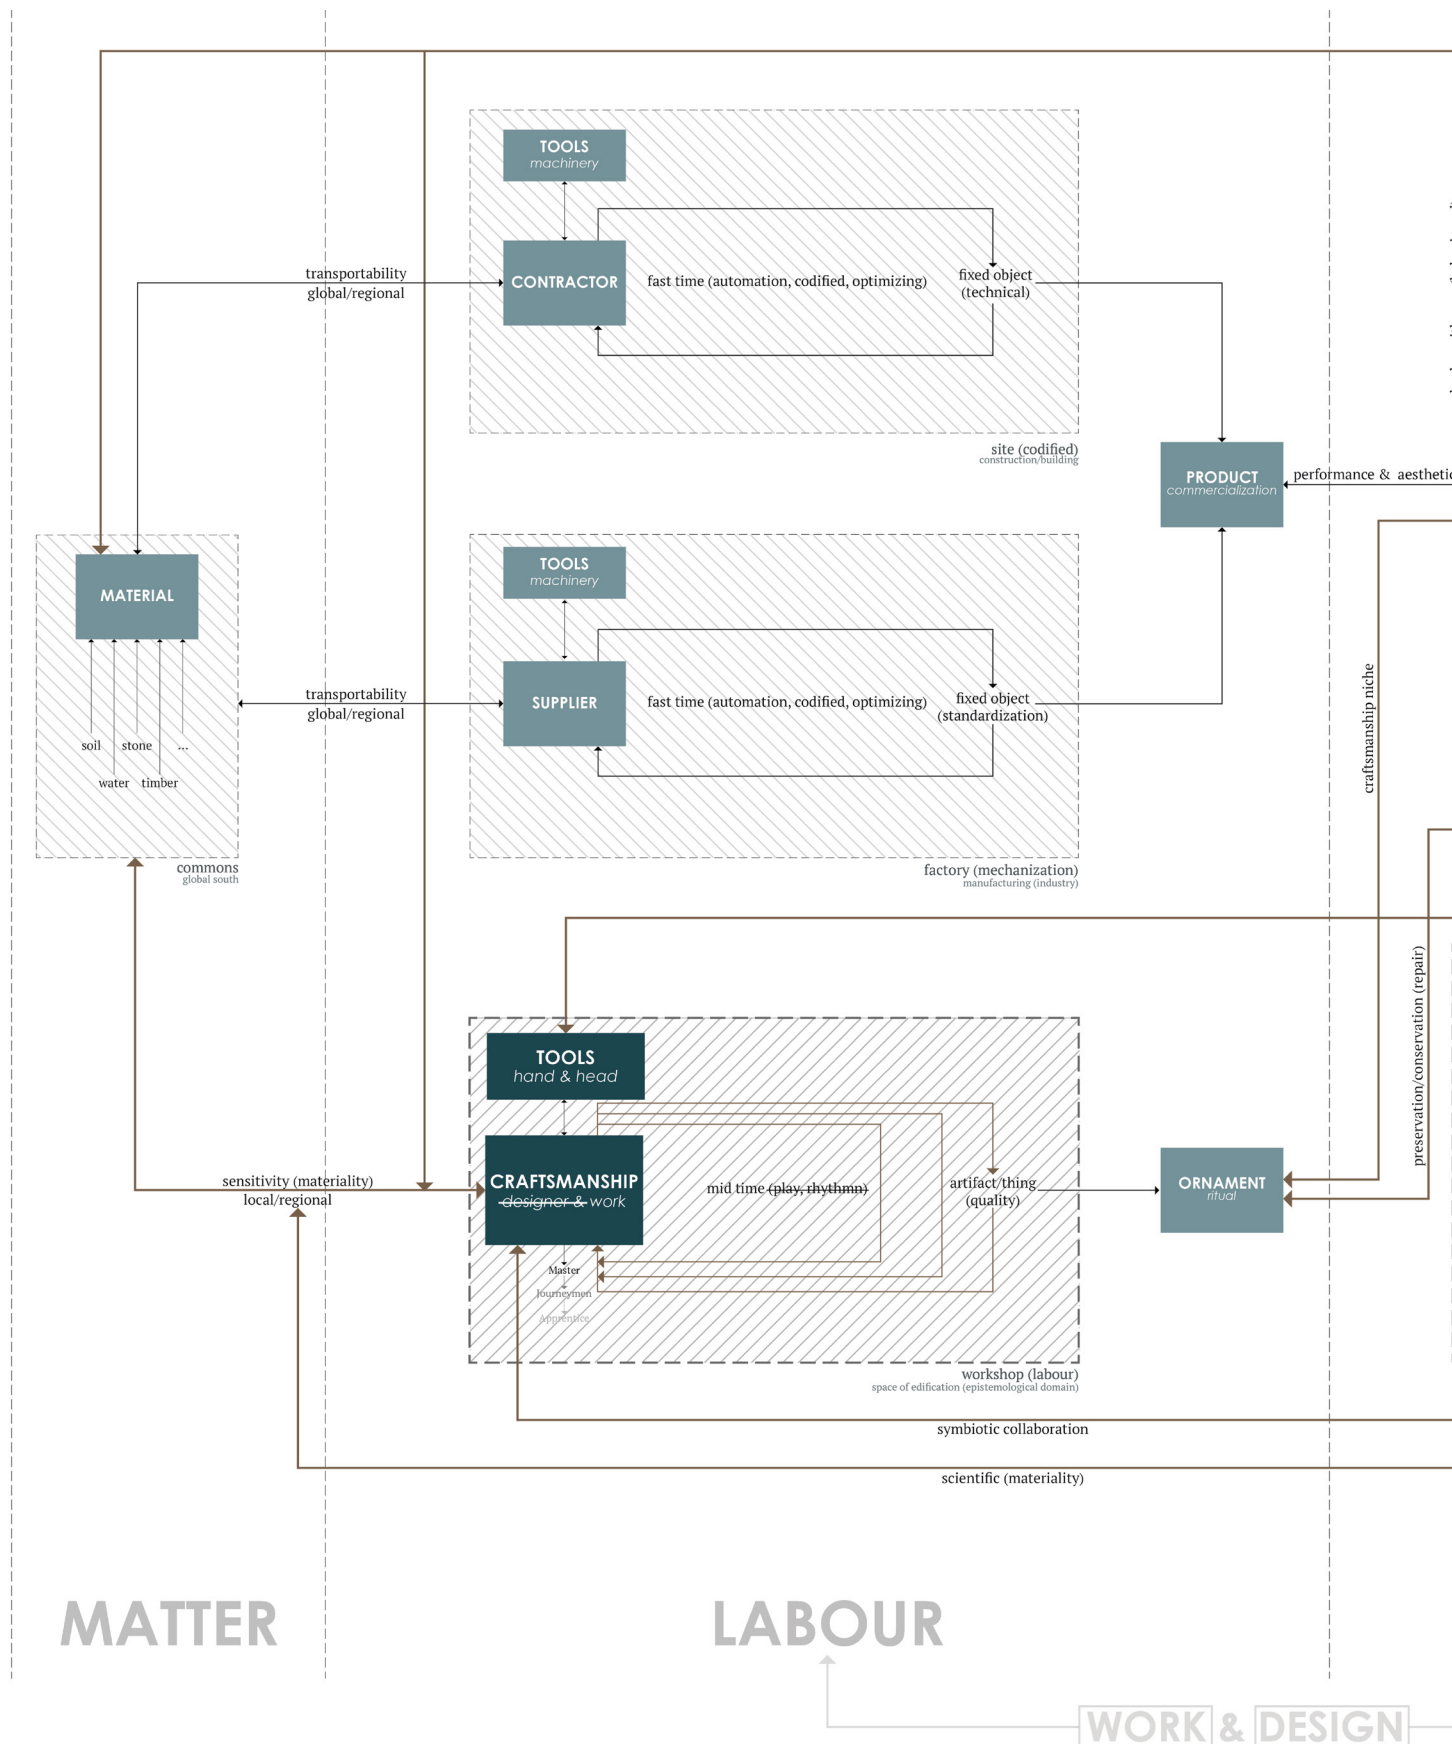 TOOLS
machinery
CONTRACTOR
transportability
global/regional
fast time (automation, codified, optimizing)
fixed object
(technical)
site (codified)
construction/building
PRODUCT
commercialization
performance & aesthetic
MATERIAL
soil
stone
...
water
timber
commons
global south
TOOLS
machinery
SUPPLIER
transportability
global/regional
fast time (automation, codified, optimizing)
fixed object
(standardization)
factory (mechanization)
manufacturing (industry)
craftsmanship niche
preservation/conservation (repair)
TOOLS
hand & head
CRAFTSMANSHIP
designer & work
sensitivity (materiality)
local/regional
mid time (play, rhythmn)
artifact/thing
(quality)
ORNAMENT
ritual
Master
Journeymen
Apprentice
workshop (labour)
space of edification (epistemological domain)
symbiotic collaboration
scientific (materiality)
MATTER
LABOUR
WORK & DESIGN